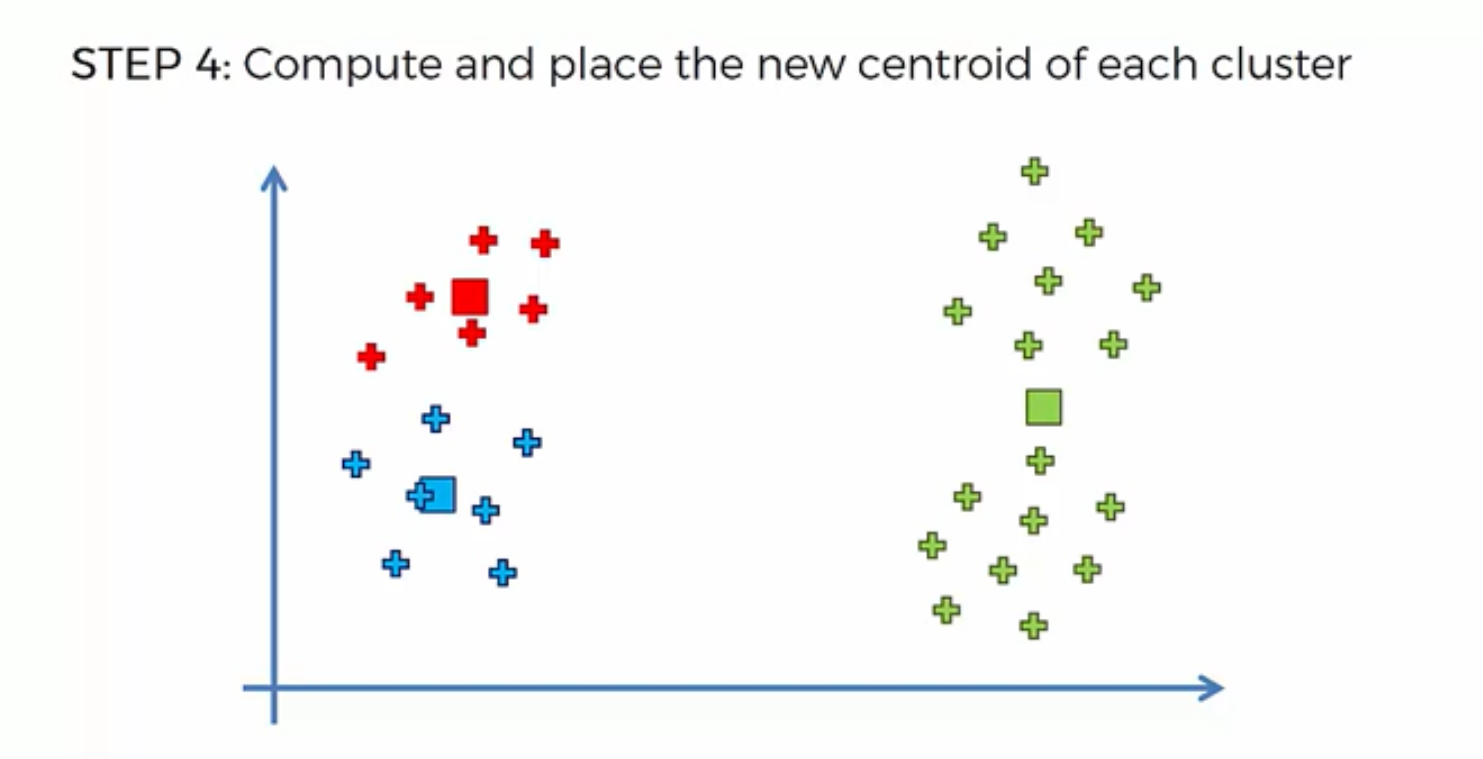 STEP 4: Compute and place the new centroid of each cluster